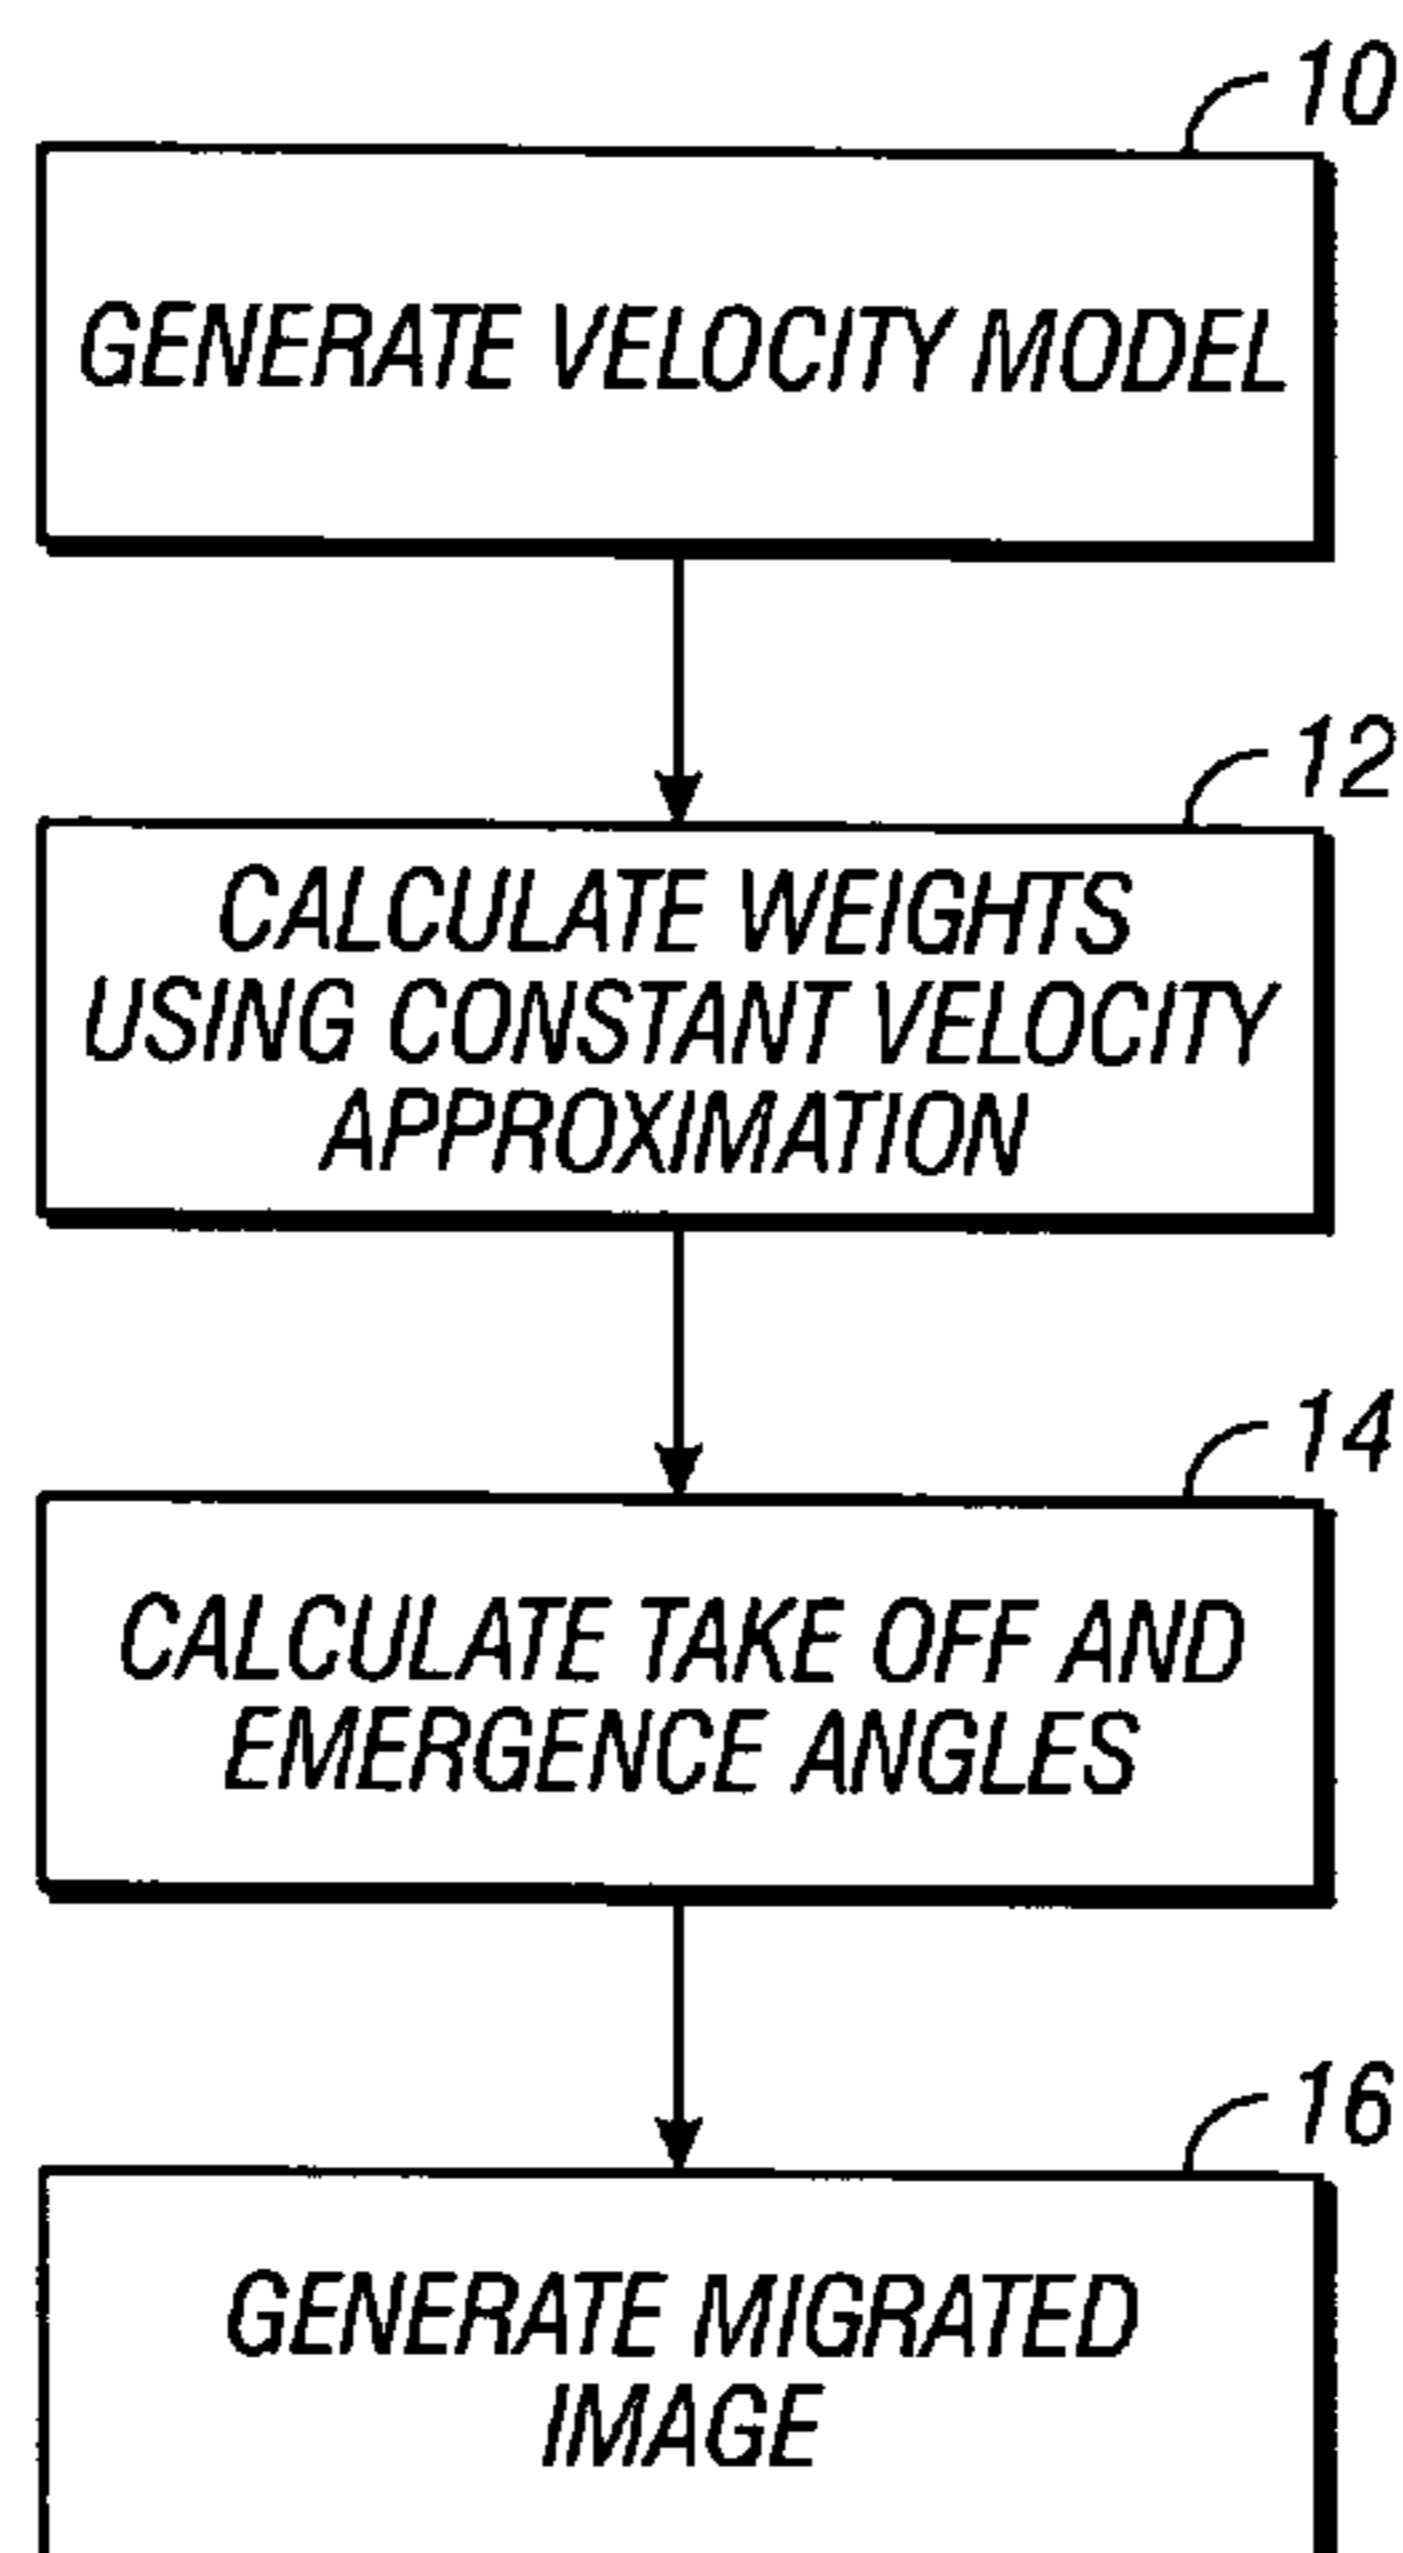 10
GENERATE VELOCITY MODEL
12
CALCULATE WEIGHTS
USING CONSTANT VELOCITY
APPROXIMATION
14
CALCULATE TAKE OFF AND
EMERGENCE ANGLES
16
GENERATE MIGRATED
IMAGE